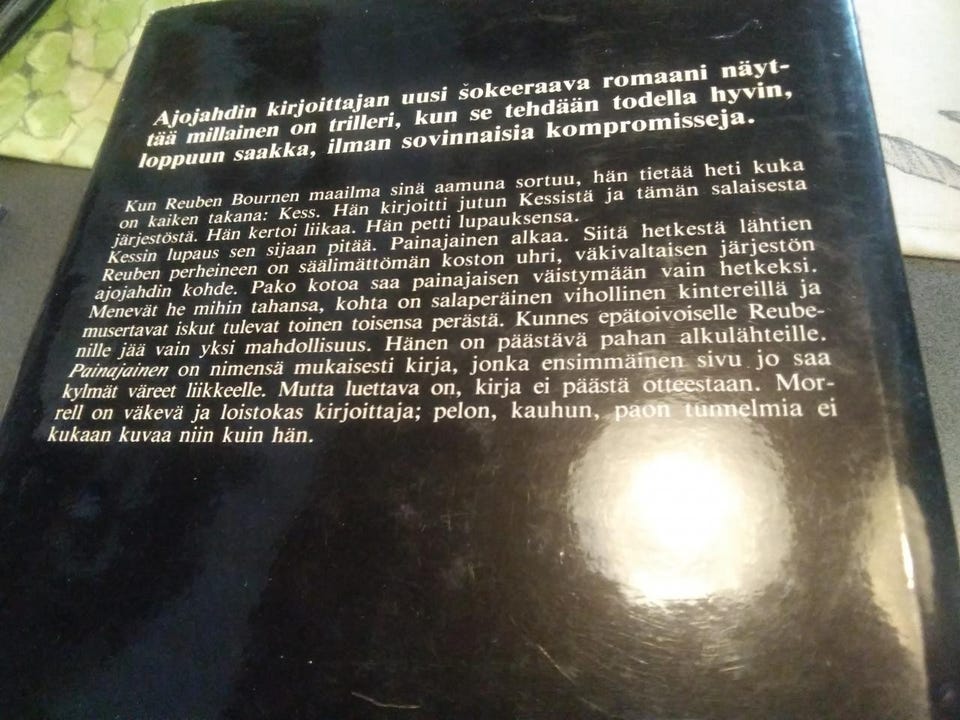 Ajojahdin kirjoittajan uusi šokeeraava romaani näyt-
tää millainen on trilleri, kun se tehdään todella hyvin,
loppuun saakka, ilman sovinnaisia kompromisseja.
Kun Reuben Bournen maailma sinä aamuna sortuu, hän tietää heti kuka
on kaiken takana: Kess. Hän kirjoitti jutun Kessistä ja tämän salaisesta
järjestöstä. Hän kertoi liikaa. Hän petti lupauksensa.
Kessin lupaus sen sijaan pitää. Painajainen alkaa. Siitä hetkestä lähtien
Reuben perheineen on säälimättömän koston uhri, väkivaltaisen järjestön
ajojahdin kohde. Pako kotoa saa painajaisen väistymään vain hetkeksi.
Menevät he mihin tahansa, kohta on salaperäinen vihollinen kintereillä ja
musertavat iskut tulevat toinen toisensa perästä. Kunnes epätoivoiselle Reube-
nille jää vain yksi mahdollisuus. Hänen on päästävä pahan alkulähteille.
Painajainen on nimensä mukaisesti kirja, jonka ensimmäinen sivu jo saa
kylmät väreet liikkeelle. Mutta luettava on, kirja ei päästä otteestaan. Mor-
rell on väkevä ja loistokas kirjoittaja; pelon, kauhun, paon tunnelmia ei
kukaan kuvaa niin kuin hän.